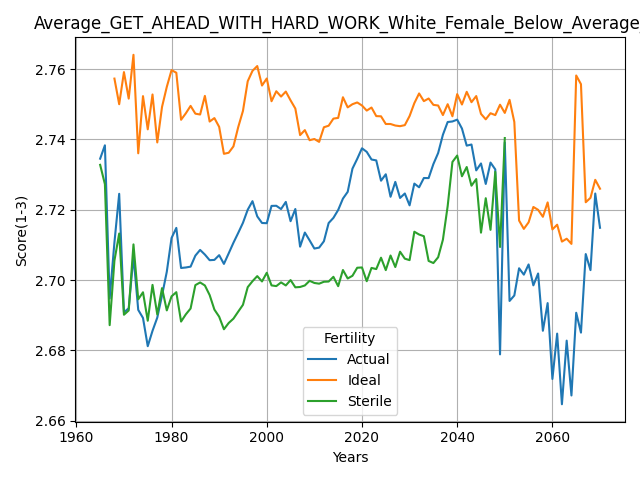 Average_GET_AHEAD_WITH_HARD_WORK_White_Female_Below_Average_
2.76
2.74
2.72
2.70
2.68
2.66
Score(1-3)
Fertility
Actual
Ideal
Sterile
1960
1980
2000
2020
2040
2060
Years